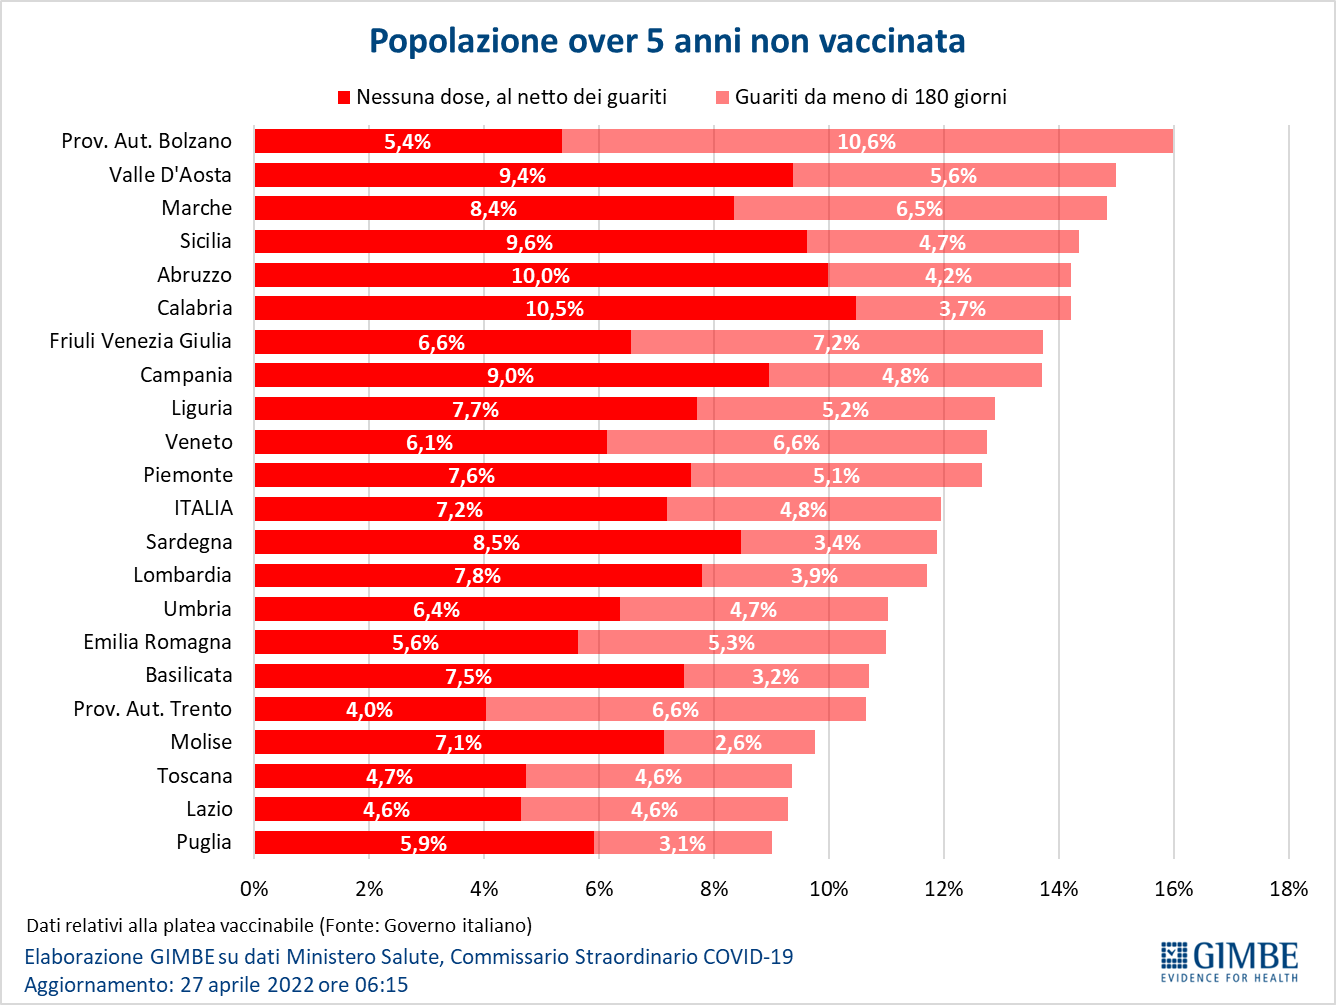 Popolazione over 5 anni non vaccinata
Nessuna dose, al netto dei guariti Guariti da meno di 180 giorni
Prov. Aut. Bolzano 5,4% 10,6%
Valle D'Aosta 9,4% 5,6%
Marche 8,4% 6,5%
Sicilia 9,6% 4,7%
Abruzzo 10,0% 4,2%
Calabria 10,5% 3,7%
Friuli Venezia Giulia 6,6% 7,2%
Campania 9,0% 4,8%
Liguria 7,7% 5,2%
Veneto 6,1% 6,6%
Piemonte 7,6% 5,1%
ITALIA 7,2% 4,8%
Sardegna 8,5% 3,4%
Lombardia 7,8% 3,9%
Umbria 6,4% 4,7%
Emilia Romagna 5,6% 5,3%
Basilicata 7,5% 3,2%
Prov. Aut. Trento 4,0% 6,6%
Molise 7,1% 2,6%
Toscana 4,7% 4,6%
Lazio 4,6% 4,6%
Puglia 5,9% 3,1%
0% 2% 4% 6% 8% 10% 12% 14% 16% 18%
Dati relativi alla platea vaccinabile (Fonte: Governo italiano)
Elaborazione GIMBE su dati Ministero Salute, Commissario Straordinario COVID-19
Aggiornamento: 27 aprile 2022 ore 06:15
GIMBE
EVIDENCE FOR HEALTH